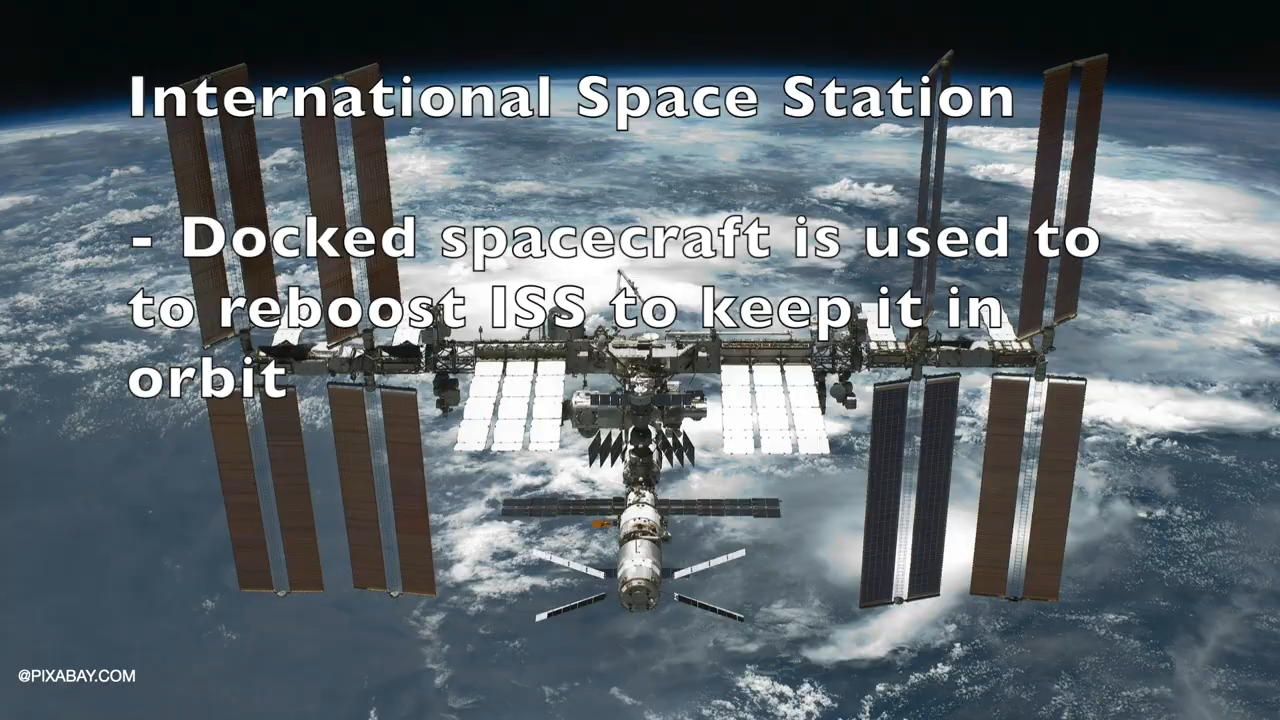 International Space Station
- Docked spacecraft is used to
to reboost ISS to keep it in
orbit
@PIXABAY.COM